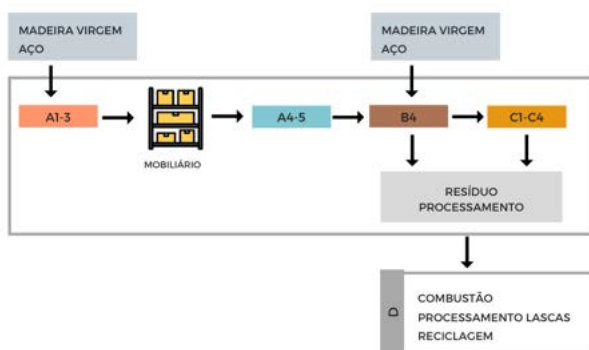 MADEIRA VIRGEM
AÇO
MADEIRA VIRGEM
AÇO
A1-3
MOBILIÁRIO
A4-5
B4
C1-C4
RESÍDUO
PROCESSAMENTO
D
COMBUSTÃO
PROCESSAMENTO LASCAS
RECICLAGEM